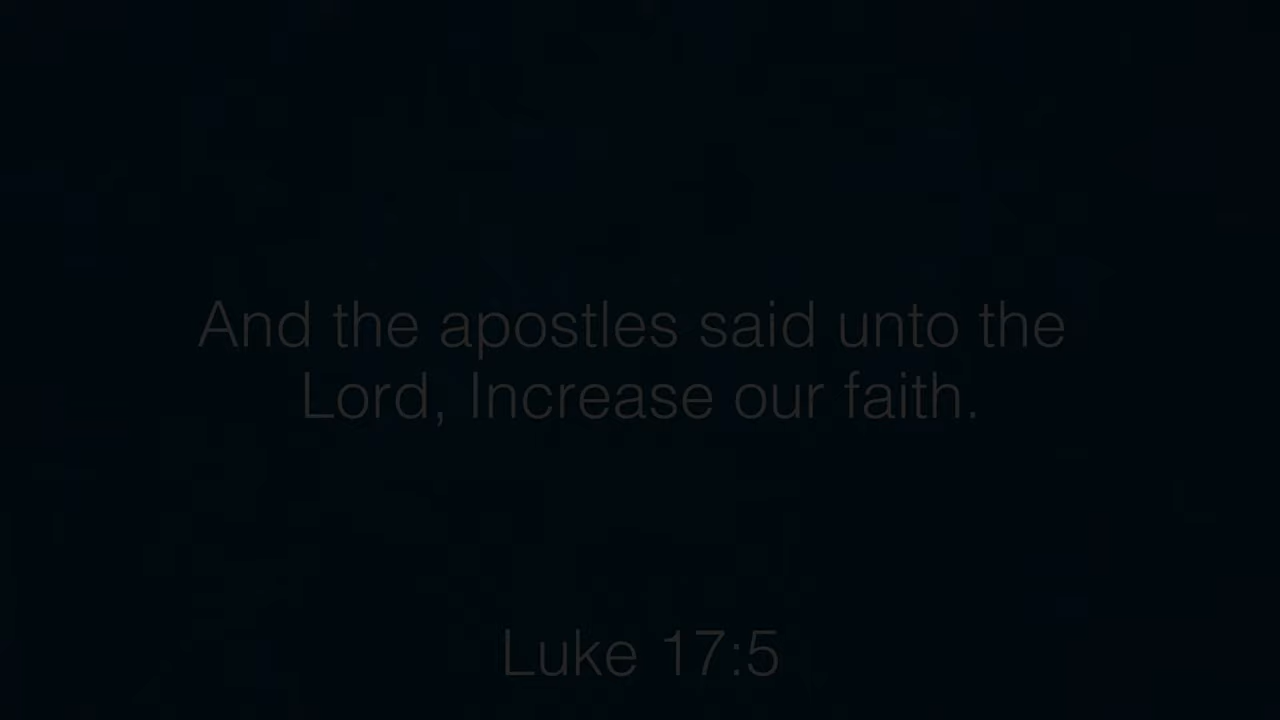 And the apostles said unto the
Lord, Increase our faith.
Luke 17:5